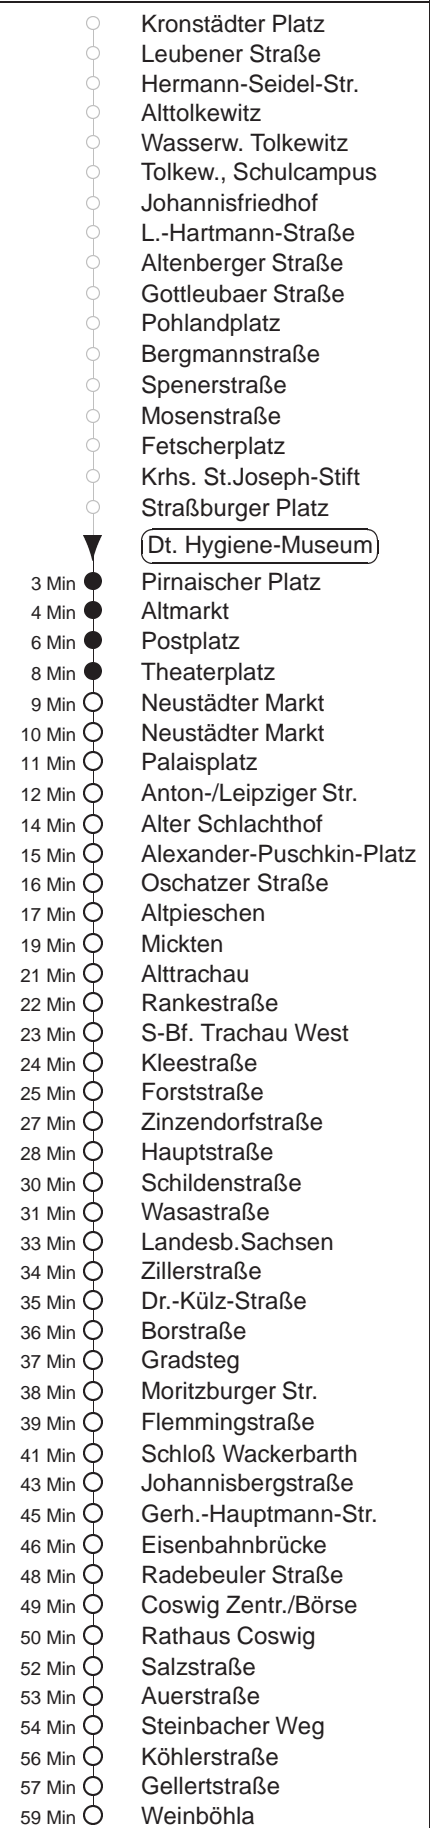 Kronstädter Platz
Leubener Straße
Hermann-Seidel-Str.
Alttolkewitz
Wasserw. Tolkewitz
Tolkew., Schulcampus
Johannisfriedhof
L.-Hartmann-Straße
Altenberger Straße
Gottleubaer Straße
Pohlandplatz
Bergmannstraße
Spenerstraße
Mosenstraße
Fetscherplatz
Krhs. St.Joseph-Stift
Straßburger Platz
Dt. Hygiene-Museum
3 Min Pirnaischer Platz
4 Min Altmarkt
6 Min Postplatz
8 Min Theaterplatz
9 Min Neustädter Markt
10 Min Neustädter Markt
11 Min Palaisplatz
12 Min Anton-/Leipziger Str.
14 Min Alter Schlachthof
15 Min Alexander-Puschkin-Platz
16 Min Oschatzer Straße
17 Min Altpieschen
19 Min Mickten
21 Min Alttrachau
22 Min Rankestraße
23 Min S-Bf. Trachau West
24 Min Kleestraße
25 Min Forststraße
27 Min Zinzendorfstraße
28 Min Hauptstraße
30 Min Schildenstraße
31 Min Wasastraße
33 Min Landesb.Sachsen
34 Min Zillerstraße
35 Min Dr.-Külz-Straße
36 Min Borstraße
37 Min Gradsteg
38 Min Moritzburger Str.
39 Min Flemmingstraße
41 Min Schloß Wackerbarth
43 Min Johannisbergstraße
45 Min Gerh.-Hauptmann-Str.
46 Min Eisenbahnbrücke
48 Min Radebeuler Straße
49 Min Coswig Zentr./Börse
50 Min Rathaus Coswig
52 Min Salzstraße
53 Min Auerstraße
54 Min Steinbacher Weg
56 Min Köhlerstraße
57 Min Gellertstraße
59 Min Weinböhla